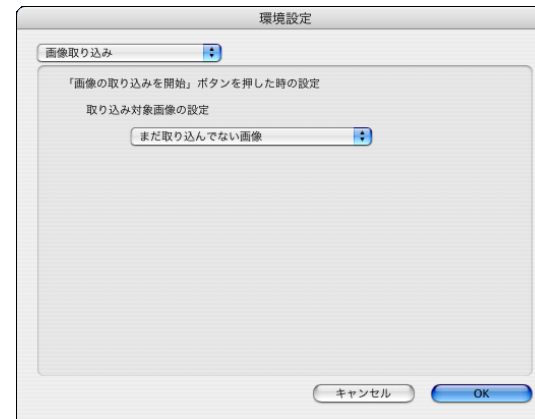 環境設定
画像取り込み
「画像の取り込みを開始」ボタンを押した時の設定
取り込み対象画像の設定
まだ取り込んでない画像
キャンセル
OK